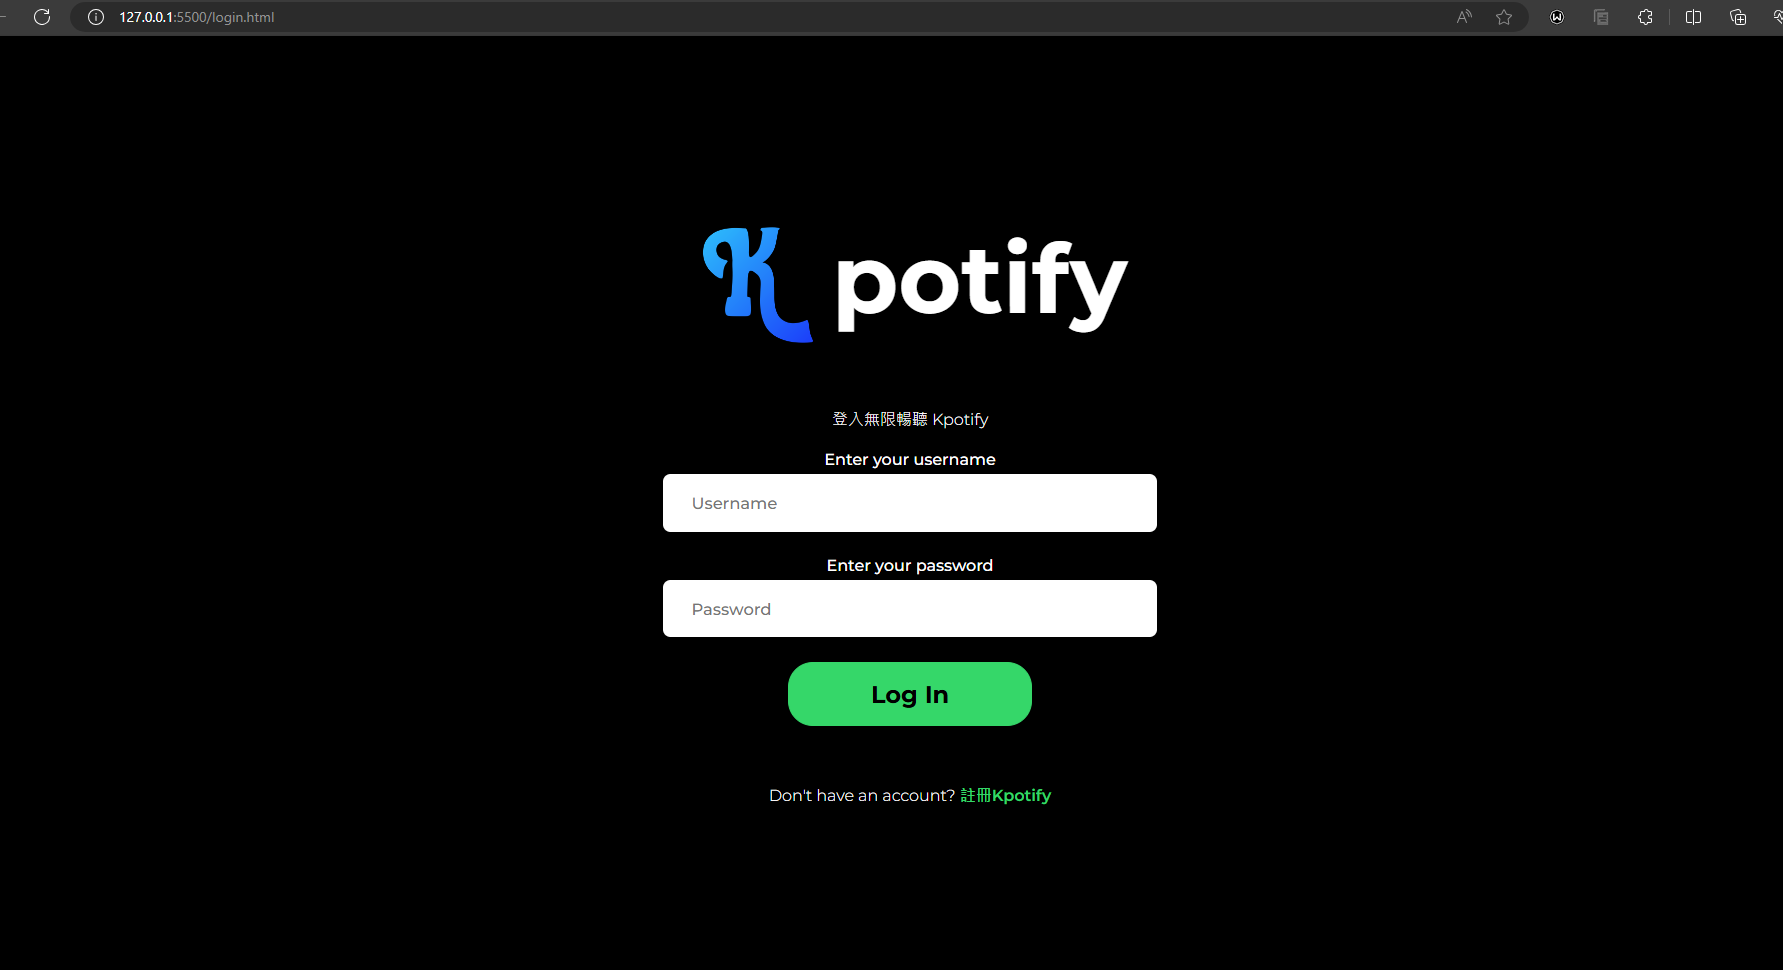 127.0.0.1:5500/login.html
K potify
登入無限暢聽 Kpotify
Enter your username
Username
Enter your password
Password
Log In
Don't have an account? 註冊Kpotify